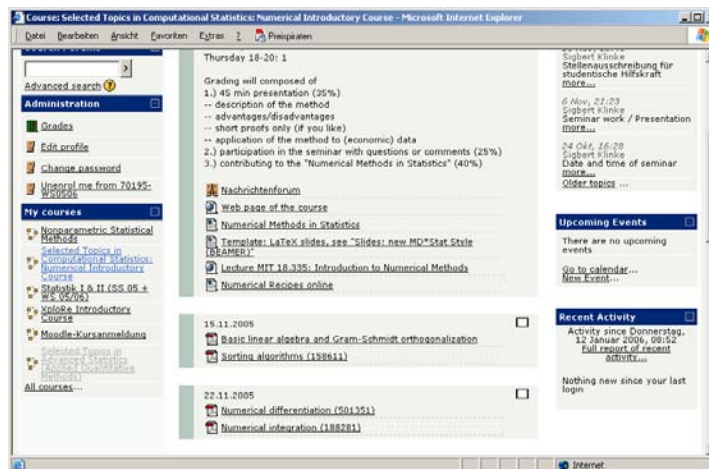 Course: Selected Topics in Computational Statistics: Numerical Introductory Course - Microsoft Internet Explorer
Datei Bearbeiten Ansicht Favoriten Extras ? Preispiraten
Search Forums
Advanced search
Administration
Grades
Edit profile
Change password
Unenrol me from 70195-
WS0506
My courses
Nonparametric Statistical
Methods
Selected Topics in
Computational Statistics:
Numerical Introductory
Course
Statistik I & II (SS 05 +
WS 05/06)
XploRe Introductory
Course
Moodle-Kursanmeldung
Selected Topics in
Advanced Statistics
(Applied Quantitative
Methods)
All courses...
Thursday 18-20: 1
Grading will composed of
1.) 45 min presentation (35%)
-- description of the method
-- advantages/disadvantages
-- short proofs only (if you like)
-- application of the method to (economic) data
2.) participation in the seminar with questions or comments (25%)
3.) contributing to the "Numerical Methods in Statistics" (40%)
Nachrichtenforum
Web page of the course
Numerical Methods in Statistics
Template: LaTeX slides, see "Slides: new MD*Stat Style
(BEAMER)"
Lecture MIT 18.335: Introduction to Numerical Methods
Numerical Recipes online
15.11.2005
Basic linear algebra and Gram-Schmidt orthogonalization
Sorting algorithms (158611)
22.11.2005
Numerical differentiation (501351)
Numerical integration (188281)
Sigbert Klinke
Stellenausschreibung für
studentische Hilfskraft
more...
6 Nov, 21:23
Sigbert Klinke
Seminar work / Presentation
more...
24 Okt, 16:28
Sigbert Klinke
Date and time of seminar
more...
Older topics ...
Upcoming Events
There are no upcoming
events
Go to calendar...
New Event...
Recent Activity
Activity since Donnerstag,
12 Januar 2006, 08:52
Full report of recent
activity...
Nothing new since your last
login
Internet